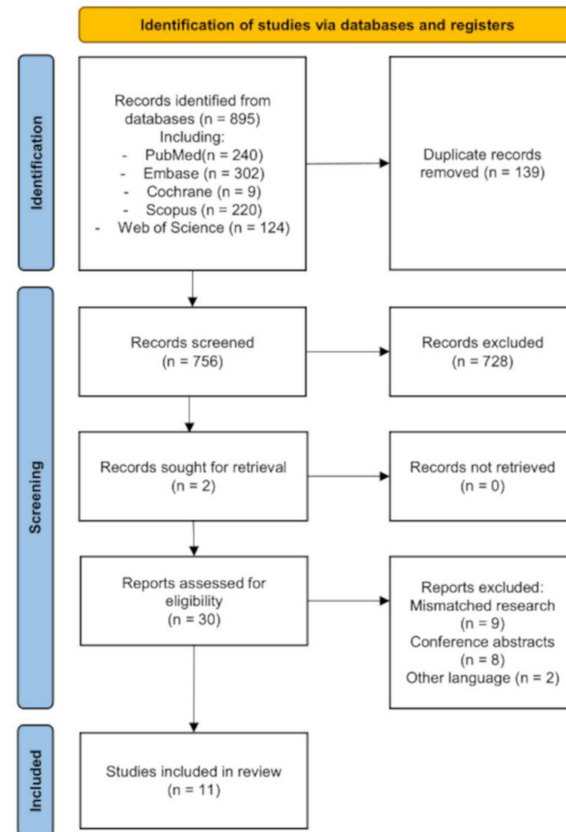 Identification of studies via databases and registers
Identification
Records identified from
databases (n = 895)
Including:
- PubMed(n = 240)
- Embase (n = 302)
- Cochrane (n = 9)
- Scopus (n = 220)
- Web of Science (n = 124)
Duplicate records
removed (n = 139)
Screening
Records screened
(n = 756)
Records excluded
(n = 728)
Records sought for retrieval
(n = 2)
Records not retrieved
(n = 0)
Reports assessed for
eligibility
(n = 30)
Reports excluded:
Mismatched research
(n = 9)
Conference abstracts
(n = 8)
Other language (n = 2)
Included
Studies included in review
(n = 11)